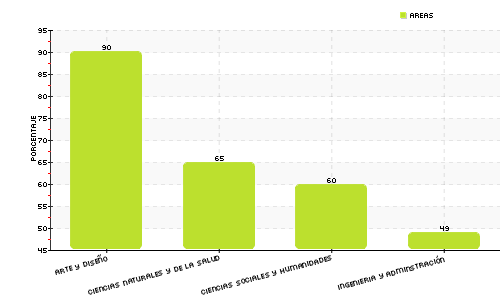 AREAS
95
90
85
80
75
70
65
60
55
50
45
PORCENTAJE
90
65
60
49
ARTE Y DISEÑO
CIENCIAS NATURALES Y DE LA SALUD
CIENCIAS SOCIALES Y HUMANIDADES
INGENIERIA Y ADMINSTRACIÓN